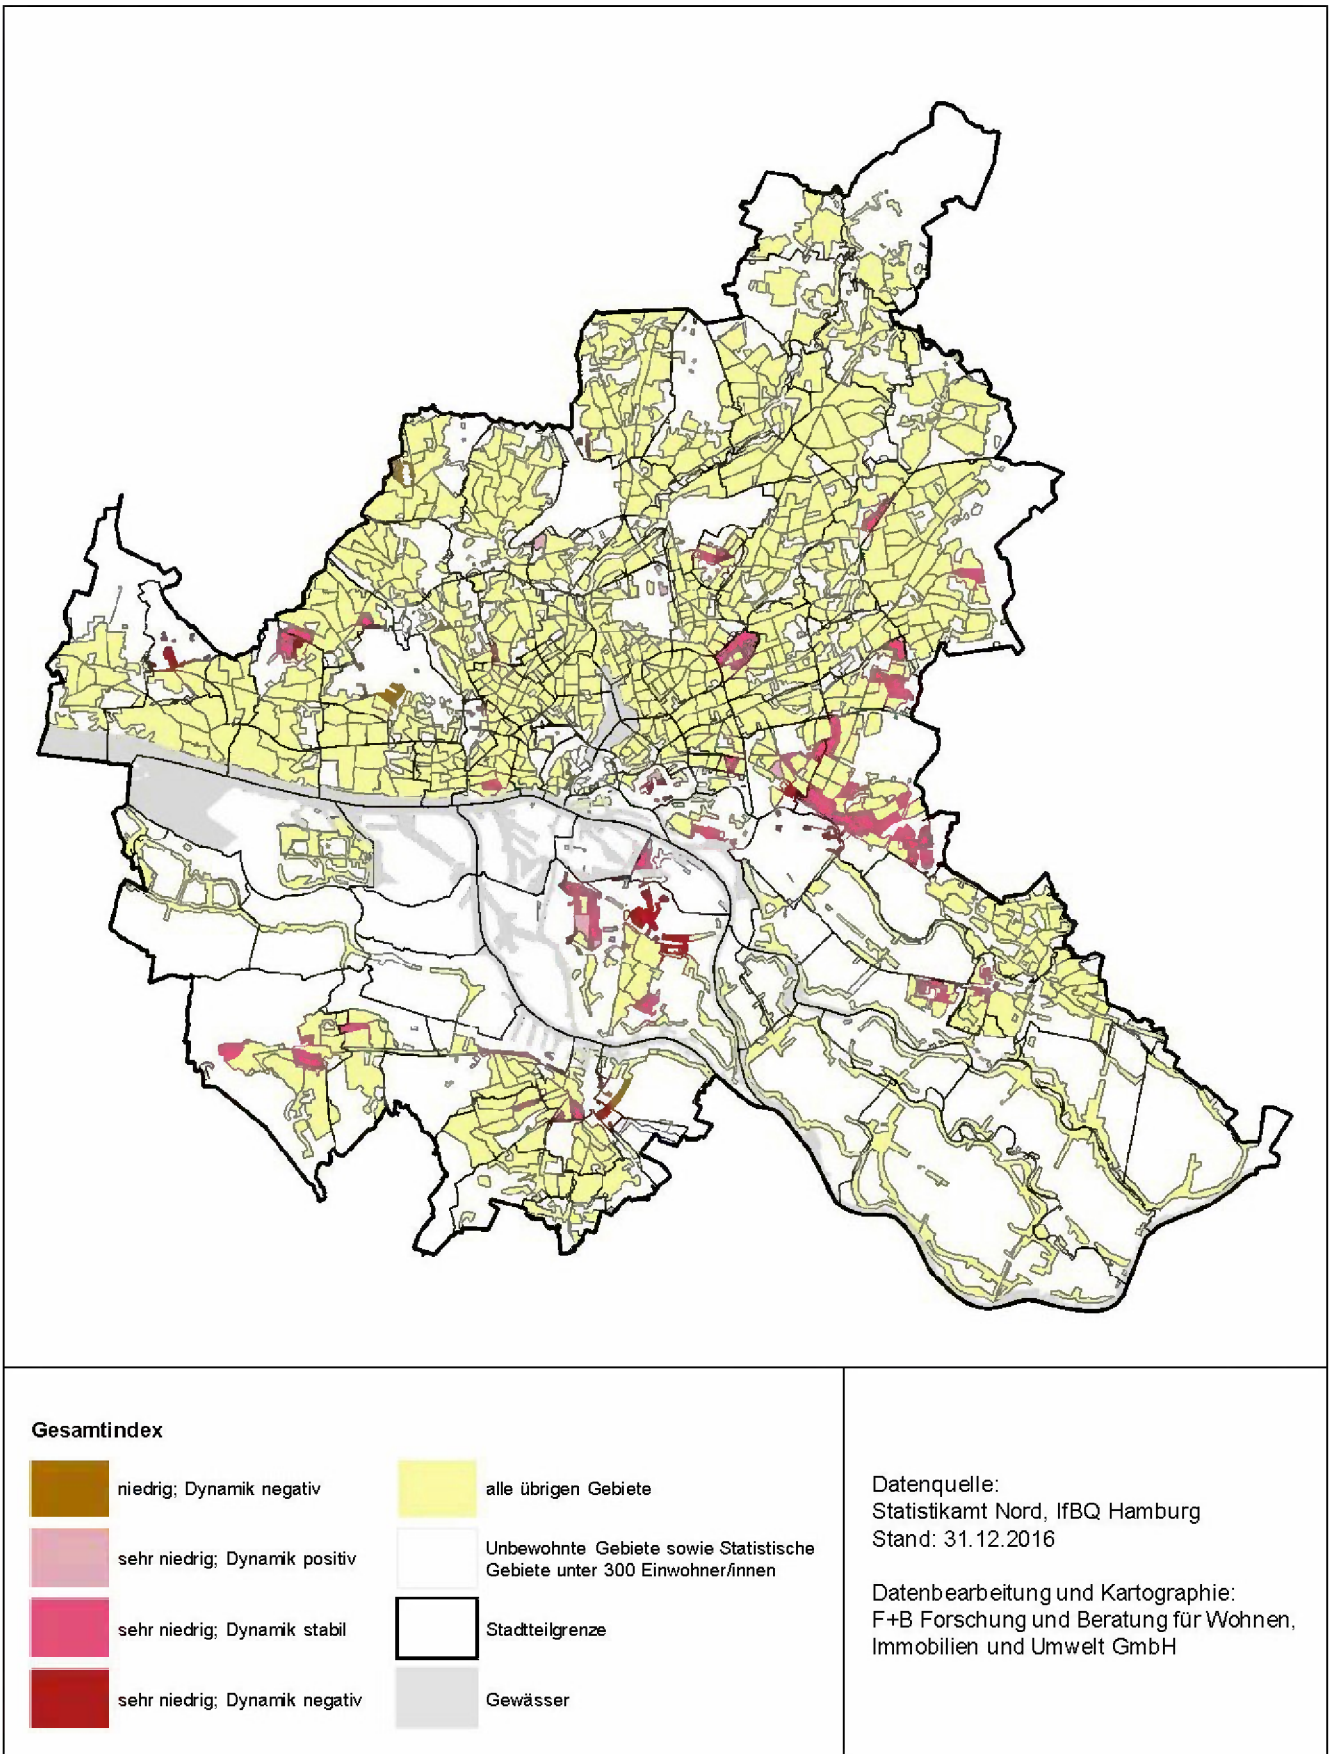 Gesamtindex
niedrig; Dynamik negativ
sehr niedrig; Dynamik positiv
sehr niedrig; Dynamik stabil
sehr niedrig; Dynamik negativ
alle übrigen Gebiete
Unbewohnte Gebiete sowie Statistische
Gebiete unter 300 Einwohner/innen
Stadtteilgrenze
Gewässer
Datenquelle:
Statistikamt Nord, IfBQ Hamburg
Stand: 31.12.2016
Datenbearbeitung und Kartographie:
F+B Forschung und Beratung für Wohnen,
Immobilien und Umwelt GmbH